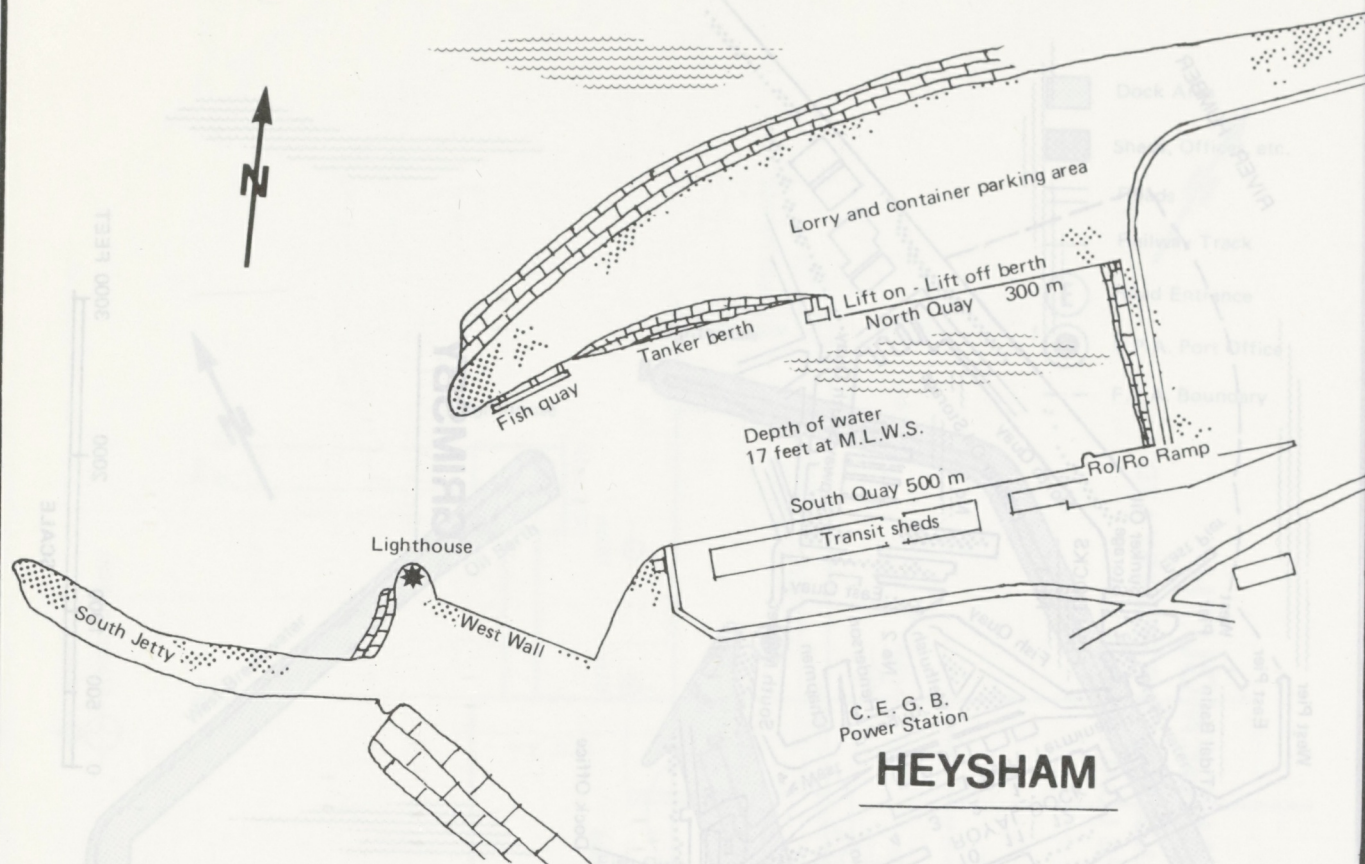 N
Lorry and container parking area
Lift on - Lift off berth
North Quay 300 m
Tanker berth
Fish quay
Depth of water
17 feet at M.L.W.S.
Ro/Ro Ramp
South Quay 500 m
Transit sheds
Lighthouse
South Jetty
West Wall
C. E. G. B.
Power Station
HEYSHAM